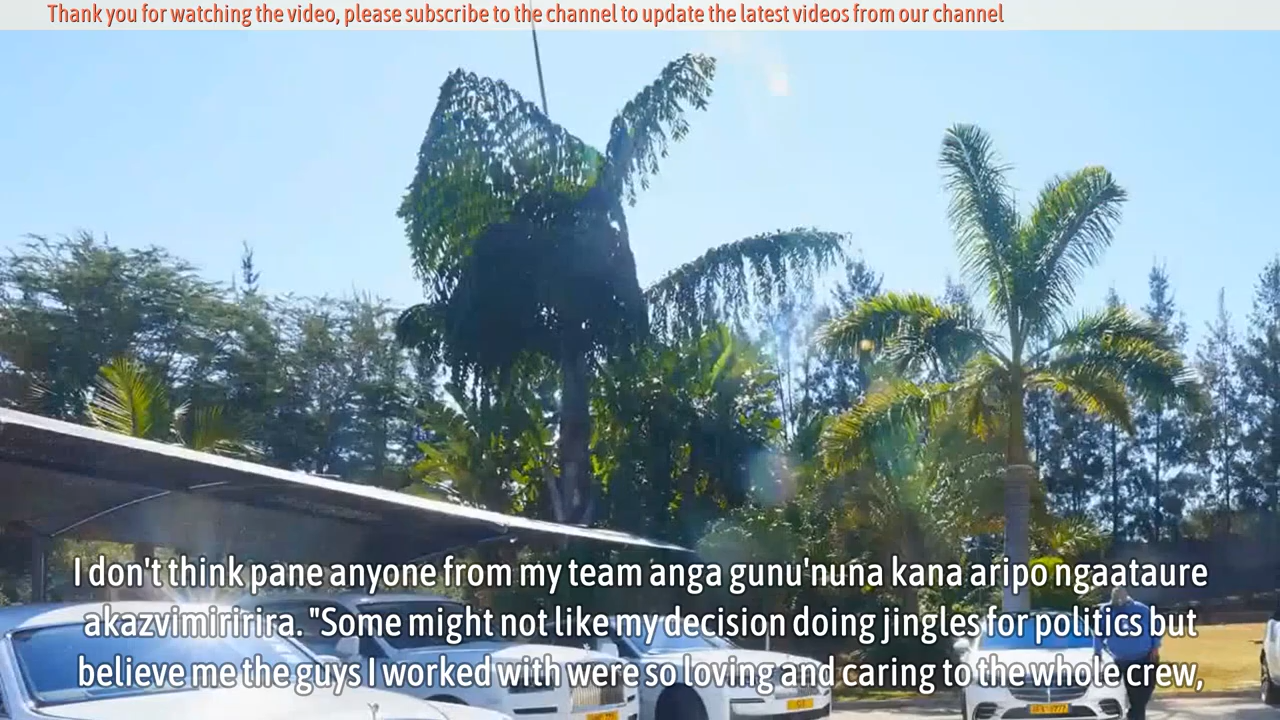 Thank you for watching the video, please subscribe to the channel to update the latest videos from our channel
I don't think pane anyone from my team anga gunu'nuna kana aripo ngaataure
akazvimiririra. "Some might not like my decision doing jingles for politics but
believe me the guys I worked with were so loving and caring to the whole crew,